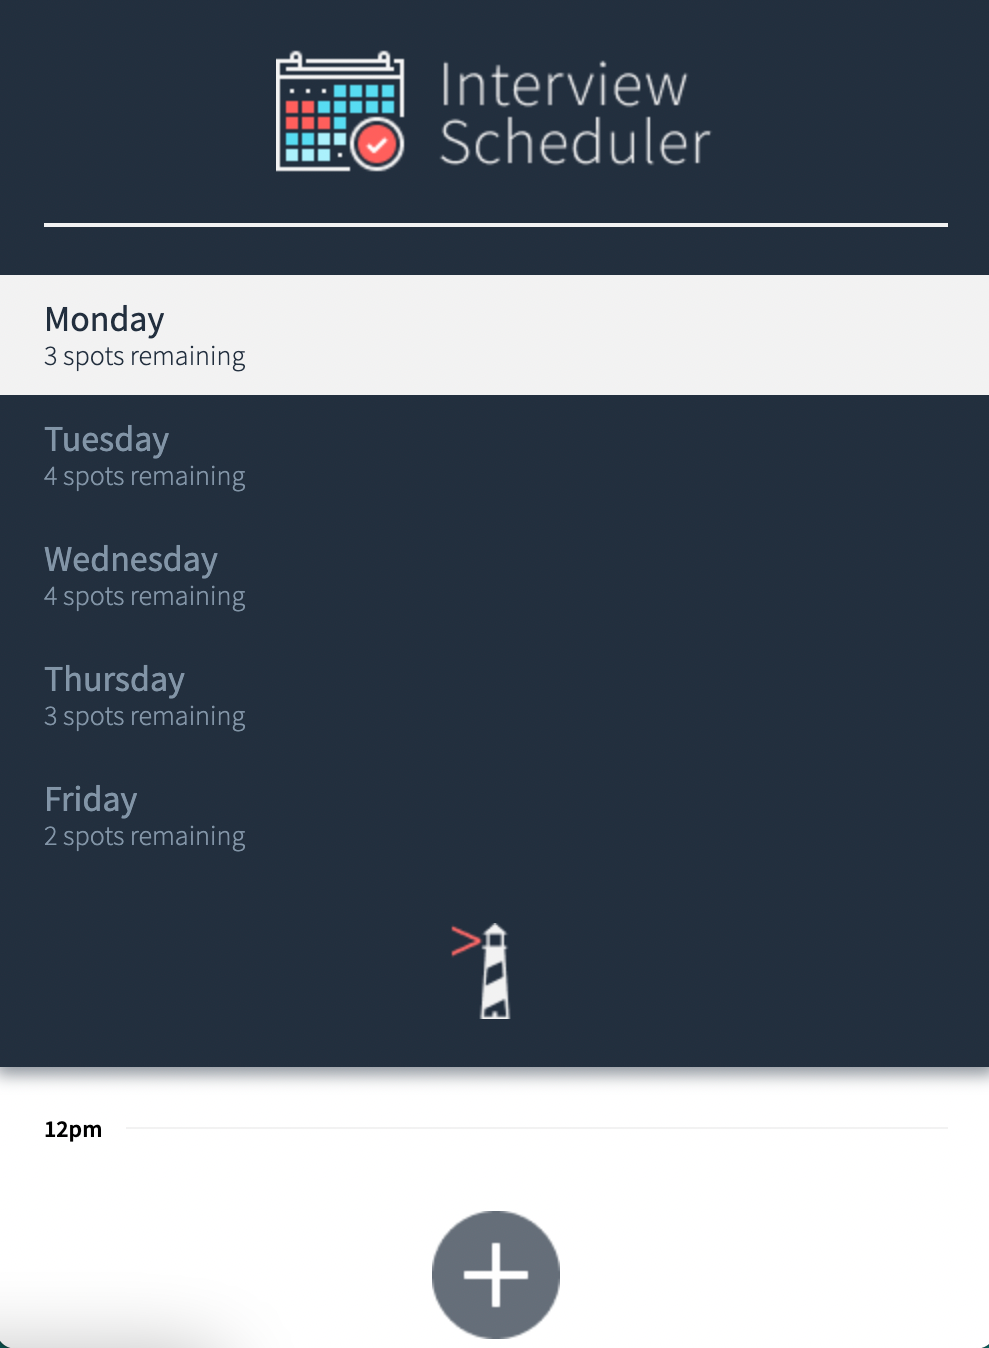 Interview
Scheduler
Monday
3 spots remaining
Tuesday
4 spots remaining
Wednesday
4 spots remaining
Thursday
3 spots remaining
Friday
2 spots remaining
12pm